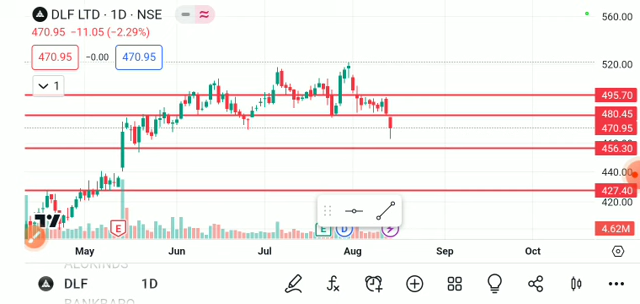 DLF LTD · 1D · NSE
470.95 −11.05 (−2.29%)
470.95 −0.00 470.95
1
560.00
520.00
495.70
480.45
470.95
456.30
440.00
427.40
420.00
4.62M
E E D
May Jun Jul Aug Sep Oct
DLF 1D